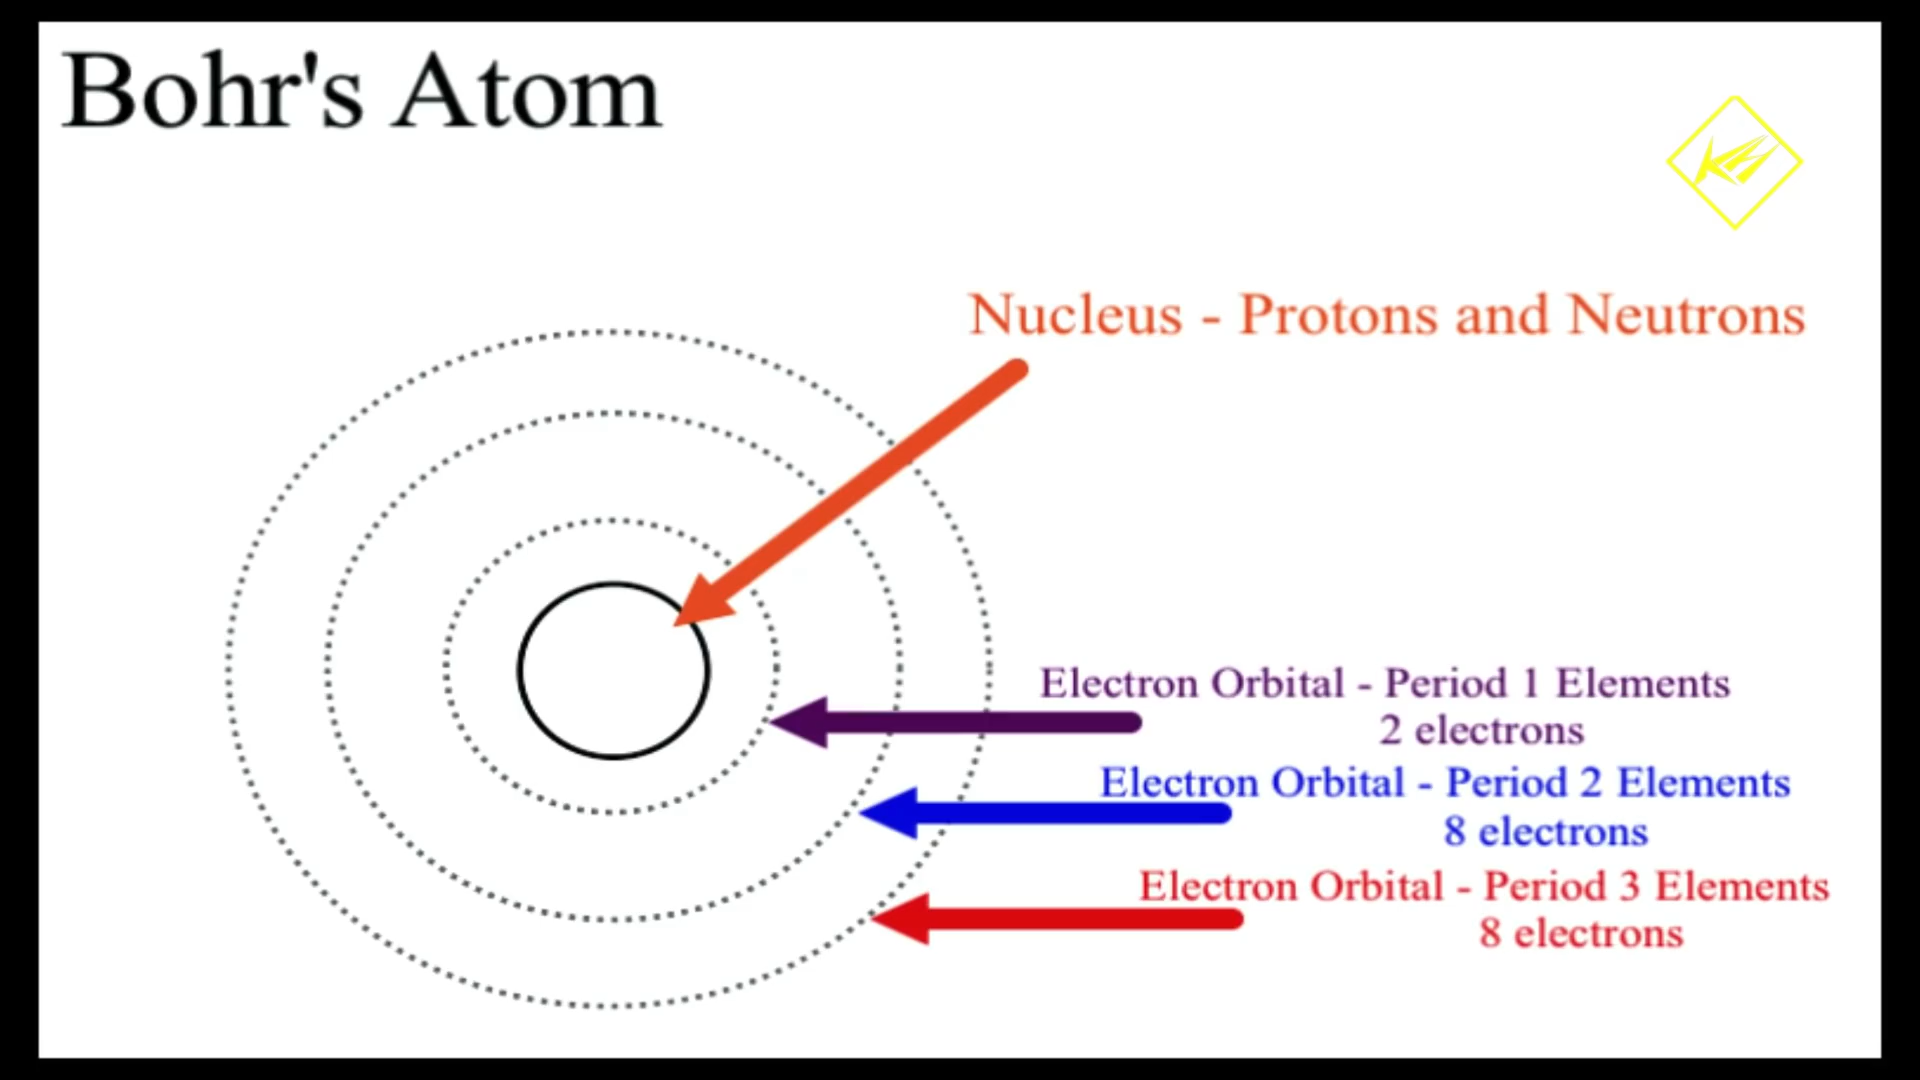 Bohr's Atom
Nucleus - Protons and Neutrons
Electron Orbital - Period 1 Elements
2 electrons
Electron Orbital - Period 2 Elements
8 electrons
Electron Orbital - Period 3 Elements
8 electrons